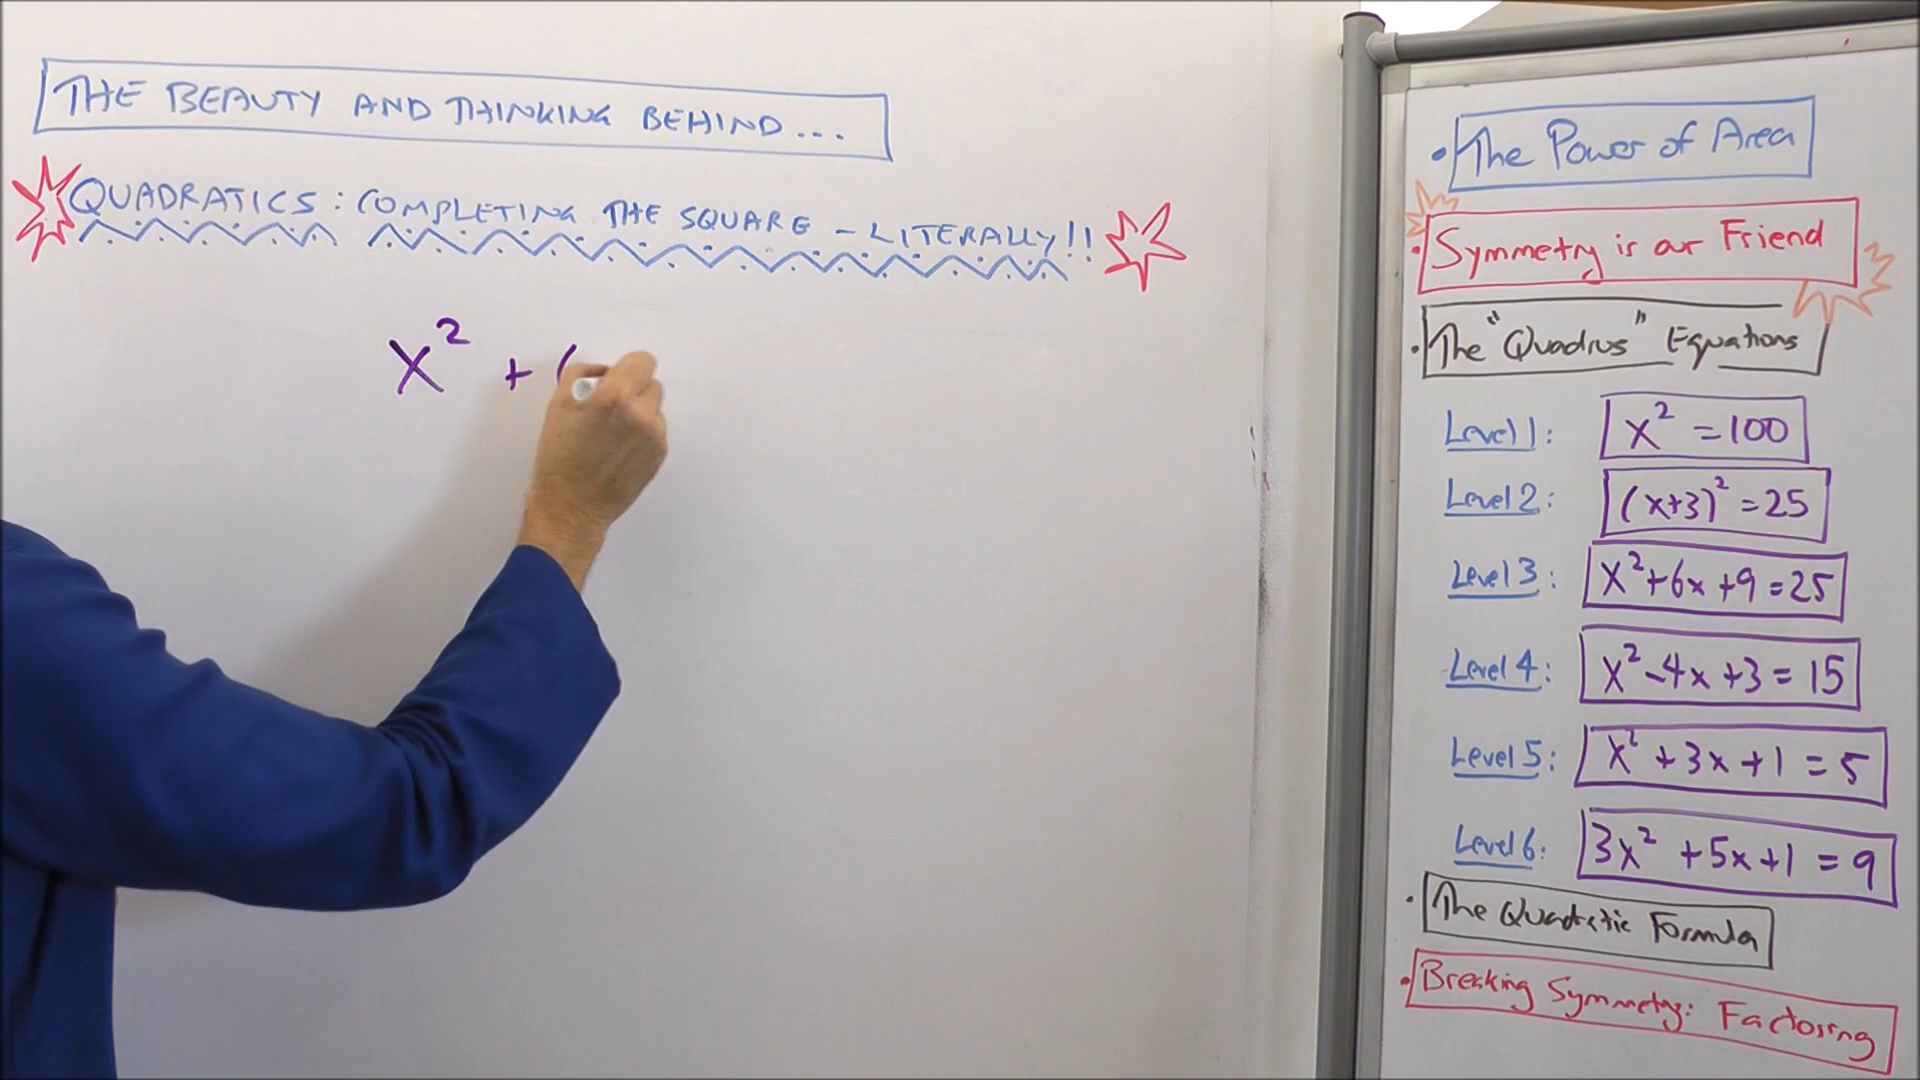 THE BEAUTY AND THINKING BEHIND...
QUADRATICS: COMPLETING THE SQUARE - LITERALLY!!
x² +
• The Power of Area
• Symmetry is our Friend
• The "Quadrus" Equations
Level 1: x² = 100
Level 2: (x+3)² = 25
Level 3: x²+6x+9=25
Level 4: x²-4x+3=15
Level 5: x²+3x+1=5
Level 6: 3x²+5x+1=9
• The Quadratic Formula
• Breaking Symmetry: Factoring